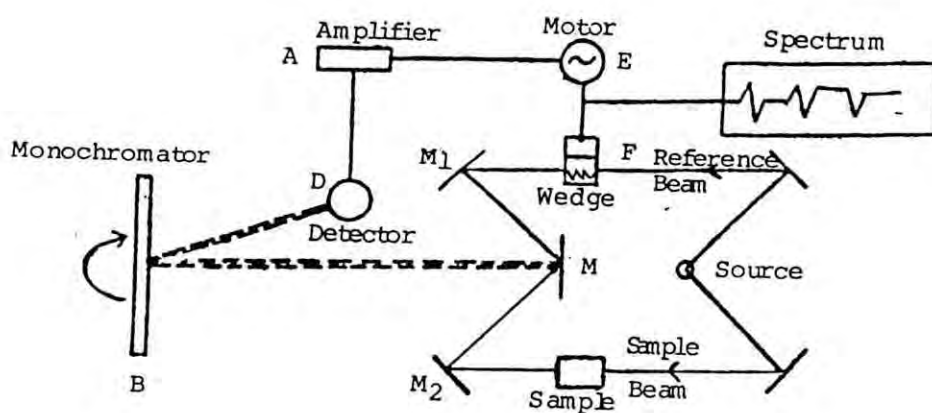 Amplifier
A
Motor
E
Spectrum
Monochromator
D
Detector
M1
F
Reference
Beam
Wedge
M
Source
B
M2
Sample
Sample
Beam